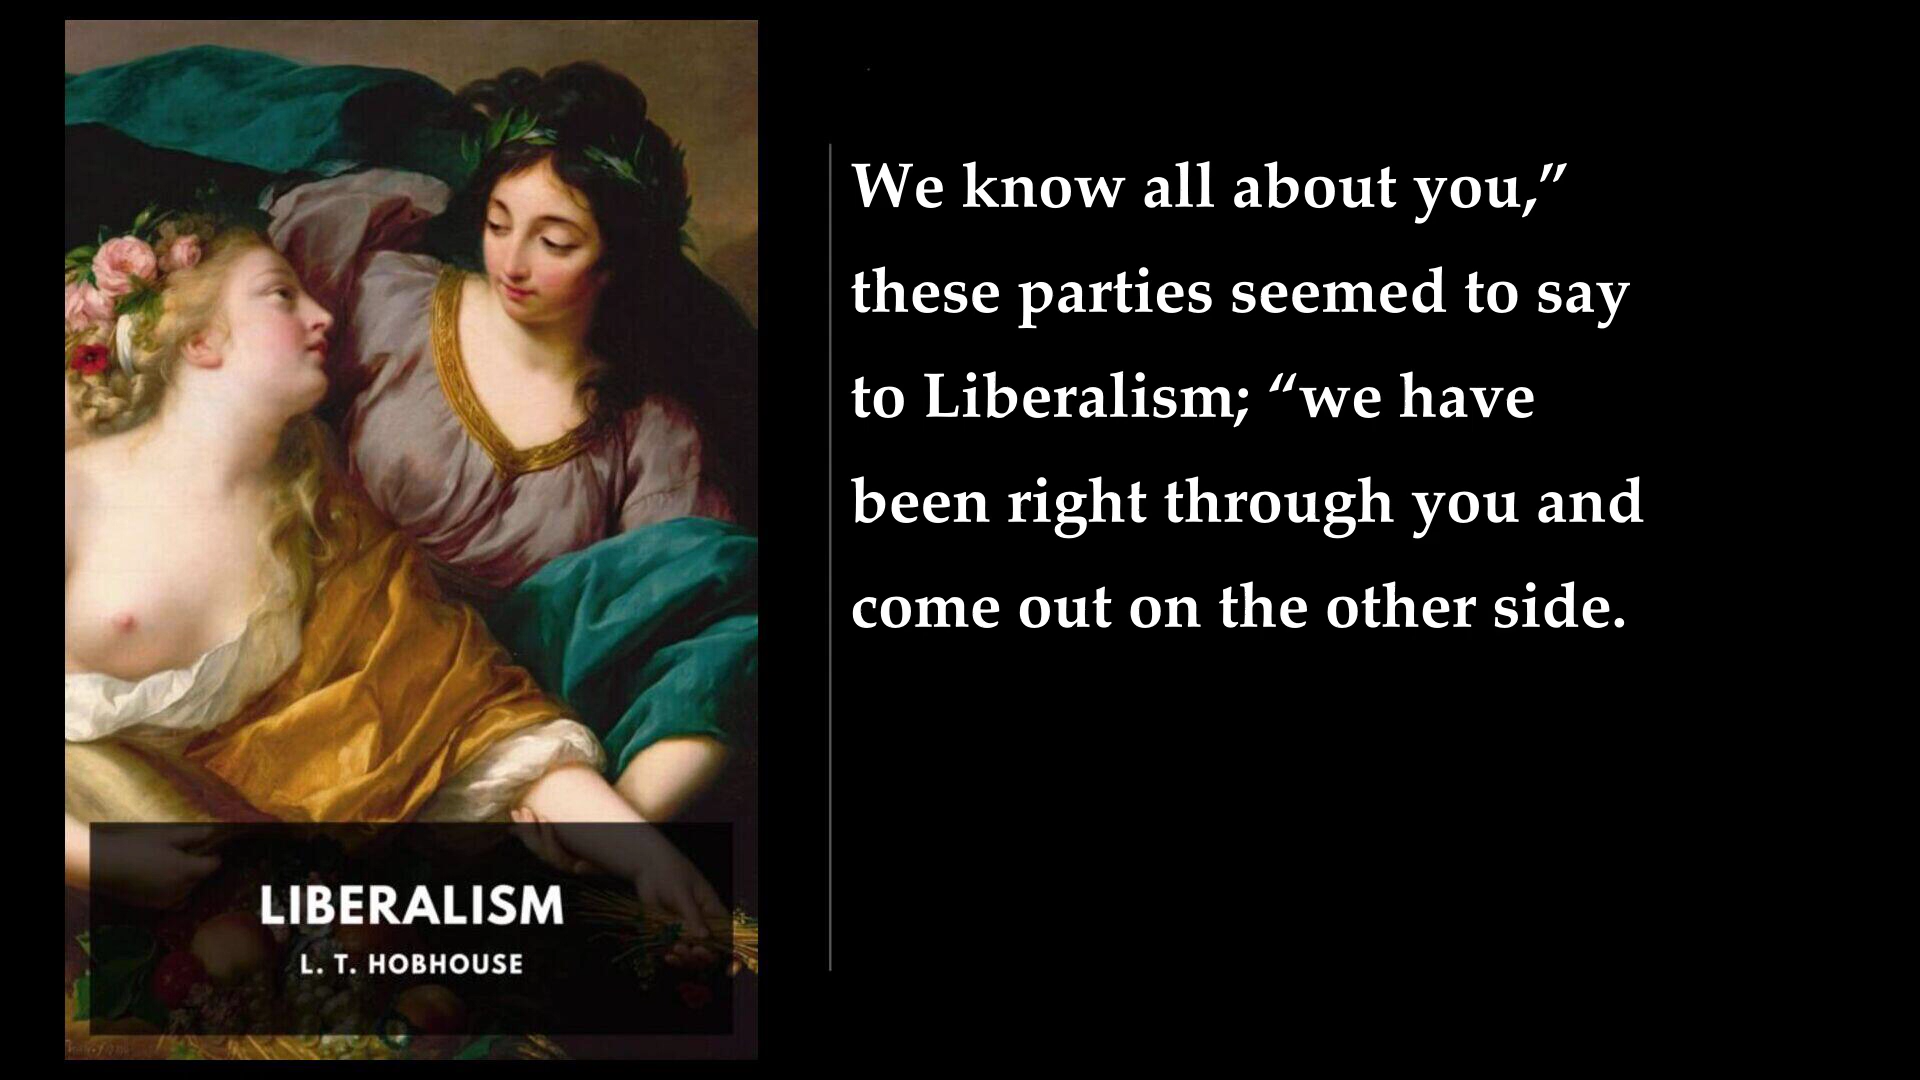 We know all about you,”
these parties seemed to say
to Liberalism; “we have
been right through you and
come out on the other side.
LIBERALISM
L. T. HOBHOUSE